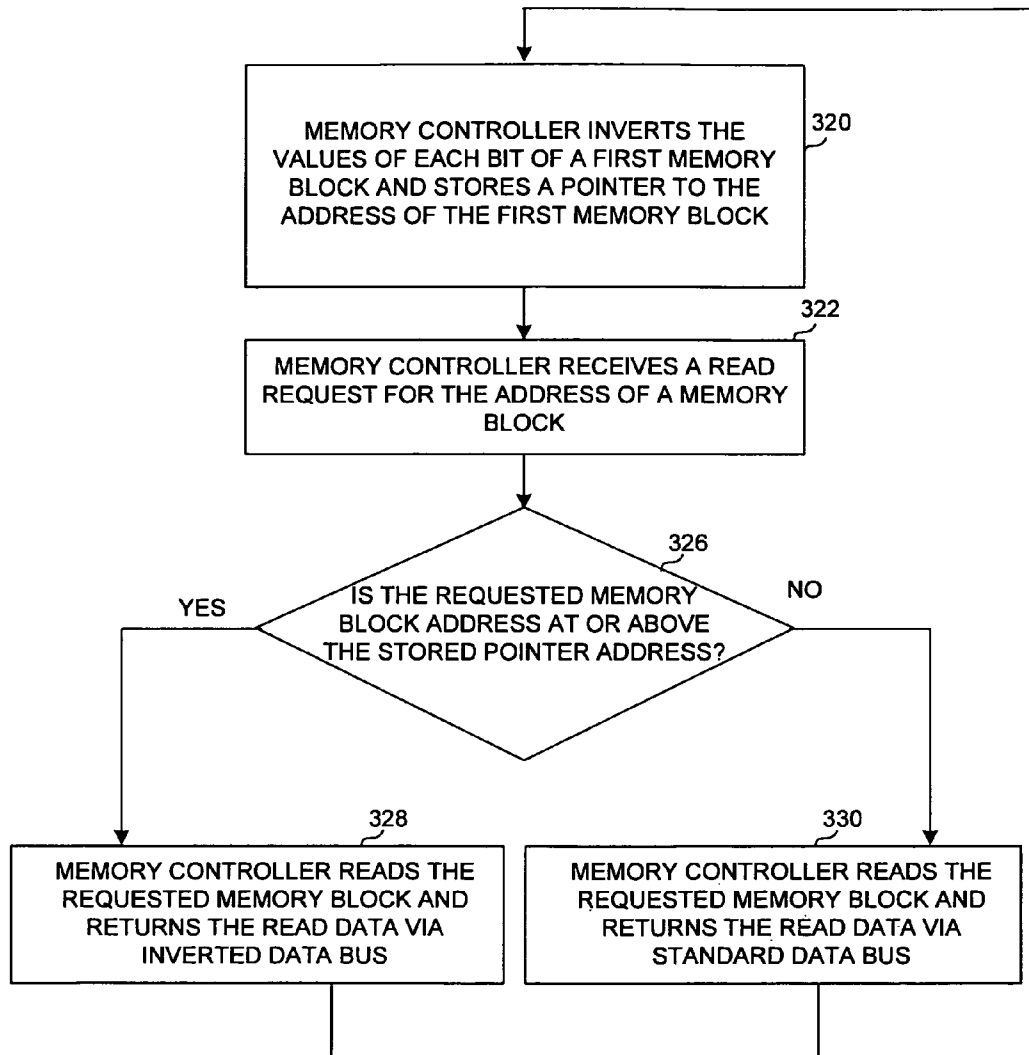 MEMORY CONTROLLER INVERTS THE
VALUES OF EACH BIT OF A FIRST MEMORY
BLOCK AND STORES A POINTER TO THE
ADDRESS OF THE FIRST MEMORY BLOCK
320
322
MEMORY CONTROLLER RECEIVES A READ
REQUEST FOR THE ADDRESS OF A MEMORY
BLOCK
326
IS THE REQUESTED MEMORY
BLOCK ADDRESS AT OR ABOVE
THE STORED POINTER ADDRESS?
YES
NO
328
MEMORY CONTROLLER READS THE
REQUESTED MEMORY BLOCK AND
RETURNS THE READ DATA VIA
INVERTED DATA BUS
330
MEMORY CONTROLLER READS THE
REQUESTED MEMORY BLOCK AND
RETURNS THE READ DATA VIA
STANDARD DATA BUS